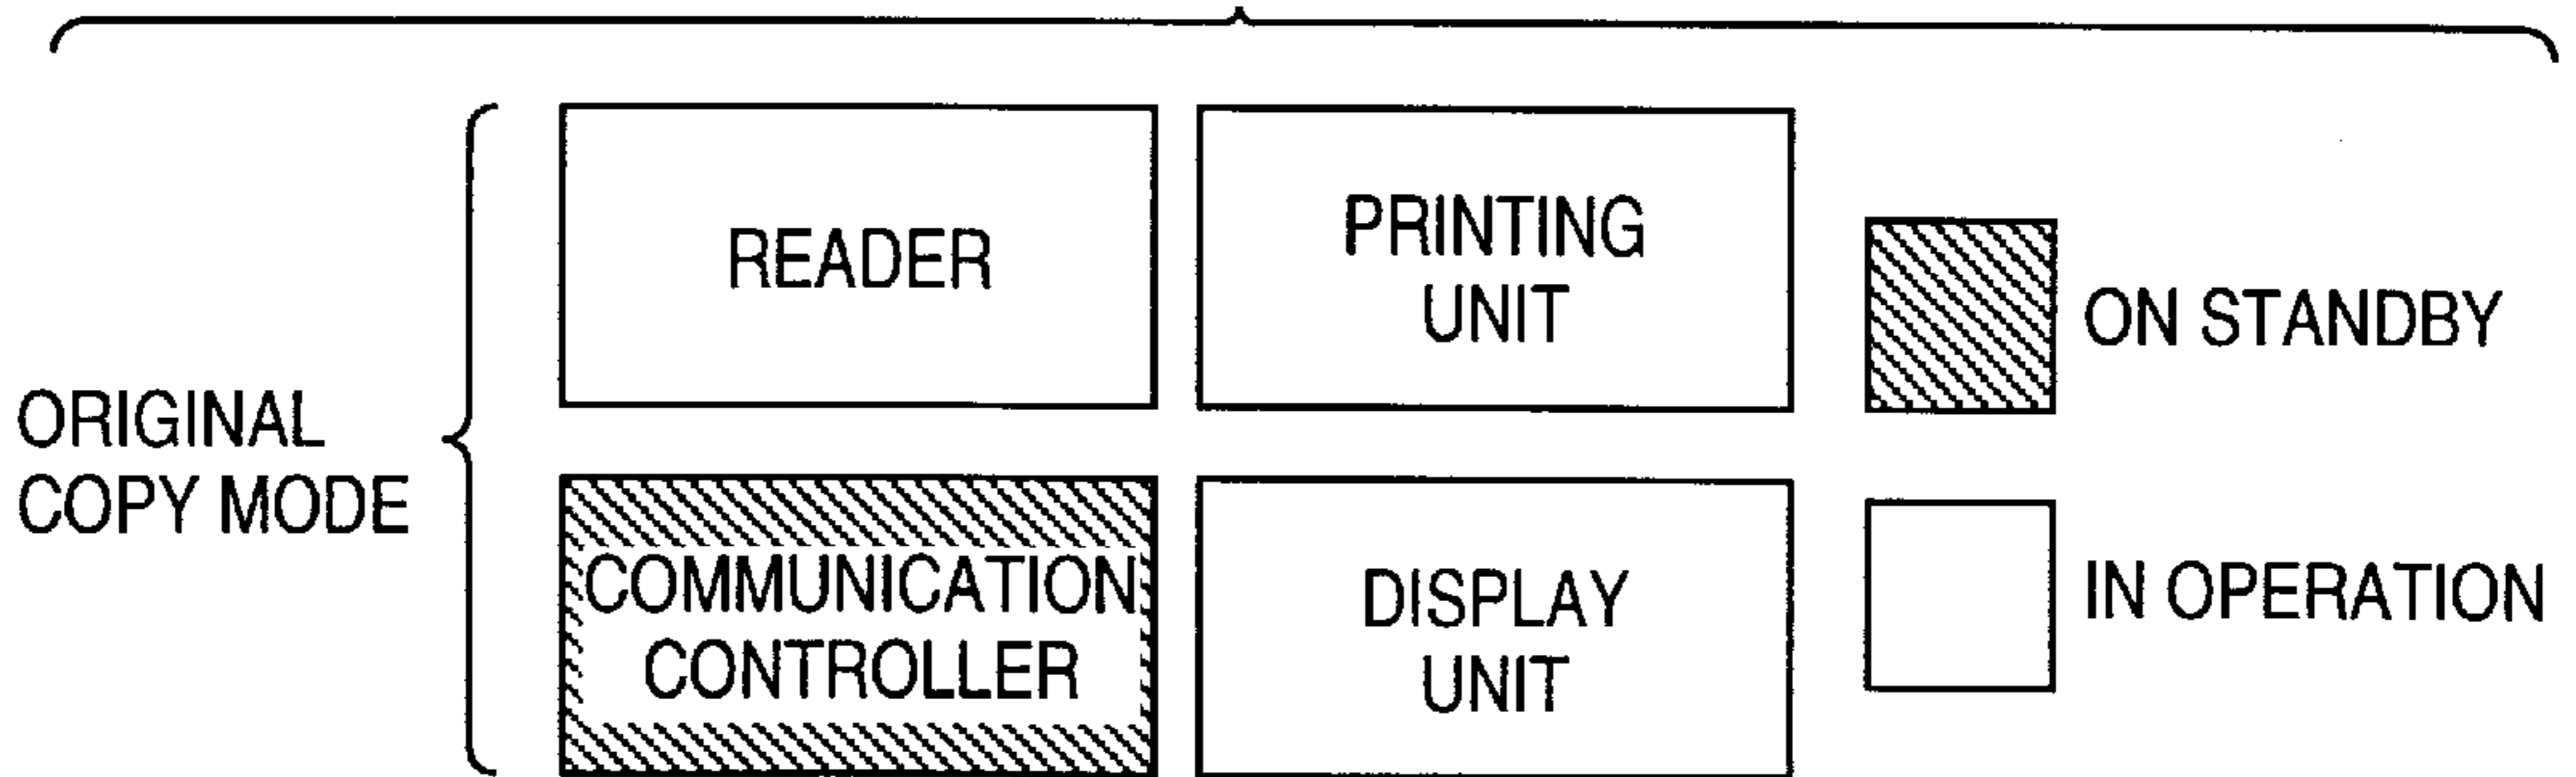 ORIGINAL
COPY MODE
READER
PRINTING
UNIT
COMMUNICATION
CONTROLLER
DISPLAY
UNIT
ON STANDBY
IN OPERATION